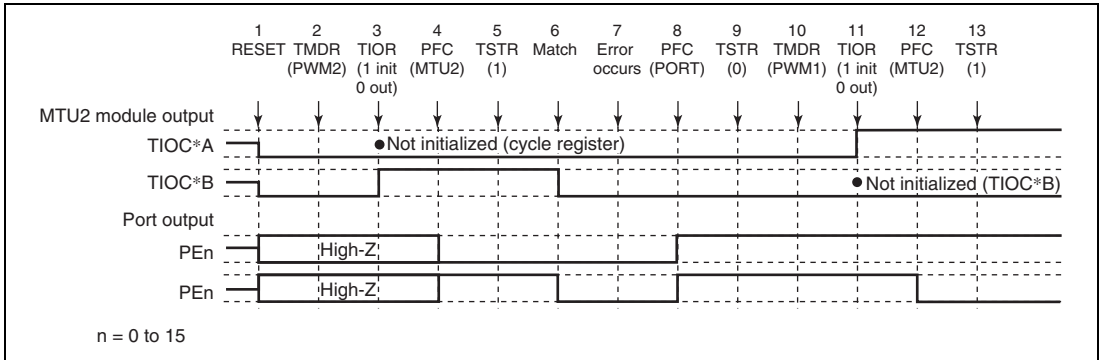 1 2 3 4 5 6 7 8 9 10 11 12 13
RESET TMDR TIOR PFC TSTR Match Error PFC TSTR TMDR TIOR PFC TSTR
(PWM2) (1 init (MTU2) (1) occurs (PORT) (0) (PWM1) (1 init (MTU2) (1)
0 out) 0 out)
MTU2 module output
TIOC*A ●Not initialized (cycle register)
TIOC*B ● Not initialized (TIOC*B)
Port output
PEn High-Z
PEn High-Z
n = 0 to 15